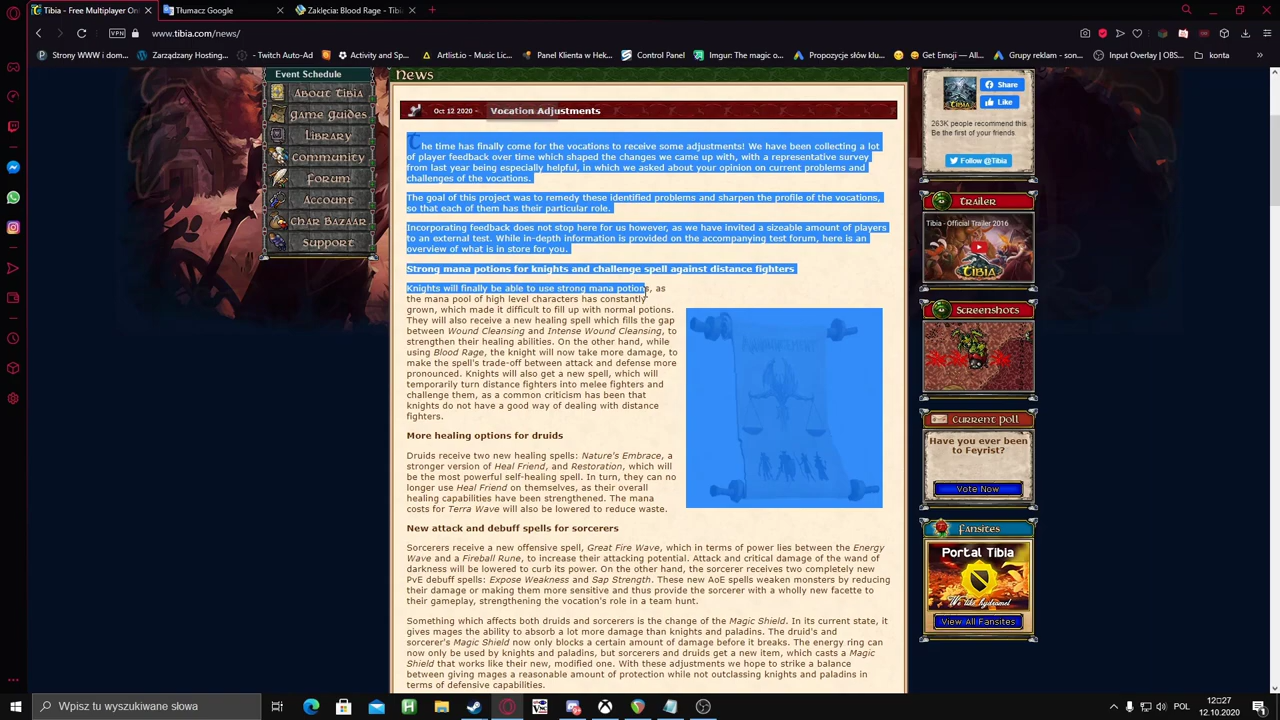 Tibia - Free Multiplayer On
Tłumacz Google
Zaklęcia: Blood Rage - Tibi
VPN
www.tibia.com/news/
Strony WWW i dom...
Zarządzany Hosting...
- Twitch Auto-Ad
Activity and Sp...
Artlist.io - Music Lic...
Panel Klienta w Hek...
Control Panel
Imgur: The magic o...
Propozycje słów klu...
Get Emoji — All...
Grupy reklam - son...
Input Overlay | OBS...
konta
Event Schedule
About Tibia
Game Guides
Library
Community
Forum
Account
Char Bazaar
Support
News
Oct 12 2020 - Vocation Adjustments
The time has finally come for the vocations to receive some adjustments! We have been collecting a lot
of player feedback over time which shaped the changes we came up with, with a representative survey
from last year being especially helpful, in which we asked about your opinion on current problems and
challenges of the vocations.
The goal of this project was to remedy these identified problems and sharpen the profile of the vocations,
so that each of them has their particular role.
Incorporating feedback does not stop here for us however, as we have invited a sizeable amount of players
to an external test. While in-depth information is provided on the accompanying test forum, here is an
overview of what is in store for you.
Strong mana potions for knights and challenge spell against distance fighters
Knights will finally be able to use strong mana potions, as
the mana pool of high level characters has constantly
grown, which made it difficult to fill up with normal potions.
They will also receive a new healing spell which fills the gap
between Wound Cleansing and Intense Wound Cleansing, to
strengthen their healing abilities. On the other hand, while
using Blood Rage, the knight will now take more damage, to
make the spell's trade-off between attack and defense more
pronounced. Knights will also get a new spell, which will
temporarily turn distance fighters into melee fighters and
challenge them, as a common criticism has been that
knights do not have a good way of dealing with distance
fighters.
More healing options for druids
Druids receive two new healing spells: Nature's Embrace, a
stronger version of Heal Friend, and Restoration, which will
be the most powerful self-healing spell. In turn, they can no
longer use Heal Friend on themselves, as their overall
healing capabilities have been strengthened. The mana
costs for Terra Wave will also be lowered to reduce waste.
New attack and debuff spells for sorcerers
Sorcerers receive a new offensive spell, Great Fire Wave, which in terms of power lies between the Energy
Wave and a Fireball Rune, to increase their attacking potential. Attack and critical damage of the wand of
darkness will be lowered to curb its power. On the other hand, the sorcerer receives two completely new
PvE debuff spells: Expose Weakness and Sap Strength. These new AoE spells weaken monsters by reducing
their damage or making them more sensitive and thus provide the sorcerer with a wholly new facette to
their gameplay, strengthening the vocation's role in a team hunt.
Something which affects both druids and sorcerers is the change of the Magic Shield. In its current state, it
gives mages the ability to absorb a lot more damage than knights and paladins. The druid's and
sorcerer's Magic Shield now only blocks a certain amount of damage before it breaks. The energy ring can
now only be used by knights and paladins, but sorcerers and druids get a new item, which casts a Magic
Shield that works like their new, modified one. With these adjustments we hope to strike a balance
between giving mages a reasonable amount of protection while not outclassing knights and paladins in
terms of defensive capabilities.
Share
Like
263K people recommend this
Be the first of your friends
Follow @Tibia
Trailer
Tibia - Official Trailer 2016
Tibia
Screenshots
Current Poll
Have you ever been
to Feyrist?
Vote Now
Fansites
Portal Tibia
We like hydromel
View All Fansites
Wpisz tu wyszukiwane słowa
POL
12:27
12.10.2020